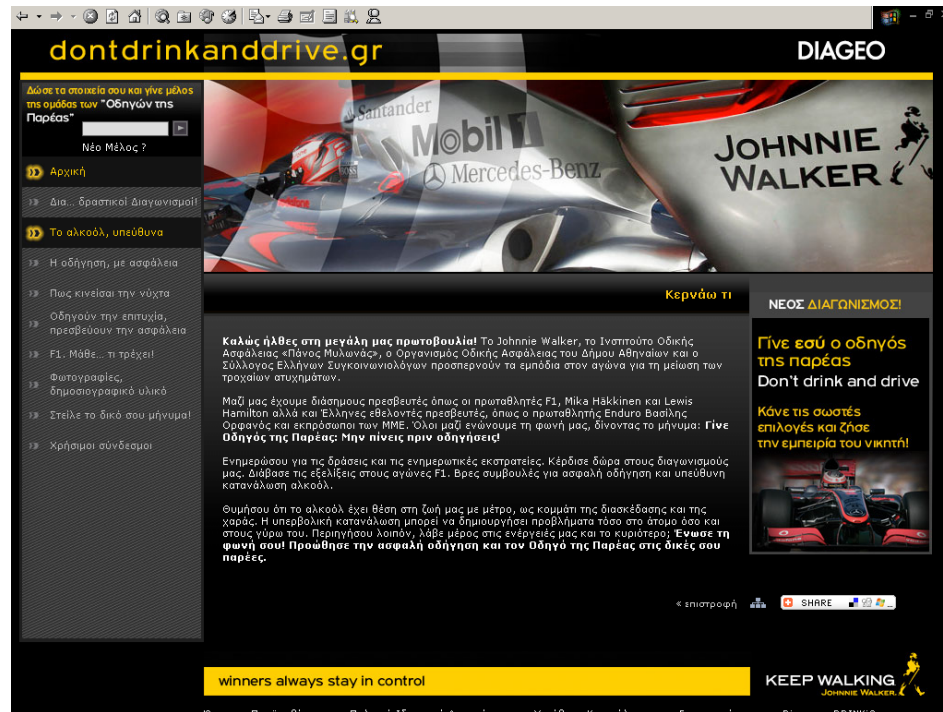 dontdrinkanddrive.gr
DIAGEO
Δώσε τα στοιχεία σου και γίνε μέλος
της ομάδας των "Οδηγών της
Παρέας"
Νέο Μέλος ?
Αρχική
Δια... δραστικοί Διαγωνισμοί!
Το αλκοόλ, υπεύθυνα
Η οδήγηση, με ασφάλεια
Πως κινείσαι την νύχτα
Οδηγούν την επιτυχία,
πρεσβεύουν την ασφάλεια
F1. Μάθε... τι τρέχει!
Φωτογραφίες,
δημοσιογραφικό υλικό
Στείλε το δικό σου μήνυμα!
Χρήσιμοι σύνδεσμοι
Santander
Mobil 1
Mercedes-Benz
BOSS
JOHNNIE
WALKER
Κερνάω τι
Καλώς ήλθες στη μεγάλη μας πρωτοβουλία! Το Johnnie Walker, το Ινστιτούτο Οδικής
Ασφάλειας «Πάνος Μυλωνάς», ο Οργανισμός Οδικής Ασφάλειας του Δήμου Αθηναίων και ο
Σύλλογος Ελλήνων Συγκοινωνιολόγων προσπερνούν τα εμπόδια στον αγώνα για τη μείωση των
τροχαίων ατυχημάτων.
Μαζί μας έχουμε διάσημους πρεσβευτές όπως οι πρωταθλητές F1, Mika Häkkinen και Lewis
Hamilton αλλά και Έλληνες εθελοντές πρεσβευτές, όπως ο πρωταθλητής Enduro Βασίλης
Ορφανός και εκπρόσωποι των ΜΜΕ. Όλοι μαζί ενώνουμε τη φωνή μας, δίνοντας το μήνυμα: Γίνε
Οδηγός της Παρέας: Μην πίνεις πριν οδηγήσεις!
Ενημερώσου για τις δράσεις και τις ενημερωτικές εκστρατείες. Κέρδισε δώρα στους διαγωνισμούς
μας. Διάβασε τις εξελίξεις στους αγώνες F1. Βρες συμβουλές για ασφαλή οδήγηση και υπεύθυνη
κατανάλωση αλκοόλ.
Θυμήσου ότι το αλκοόλ έχει θέση στη ζωή μας με μέτρο, ως κομμάτι της διασκέδασης και της
χαράς. Η υπερβολική κατανάλωση μπορεί να δημιουργήσει προβλήματα τόσο στο άτομο όσο και
στους γύρω του. Περιηγήσου λοιπόν, λάβε μέρος στις ενέργειές μας και το κυριότερο; Ένωσε τη
φωνή σου! Προώθησε την ασφαλή οδήγηση και τον Οδηγό της Παρέας στις δικές σου
παρέες.
ΝΕΟΣ ΔΙΑΓΩΝΙΣΜΟΣ!
Γίνε εσύ ο οδηγός
της παρέας
Don't drink and drive
Κάνε τις σωστές
επιλογές και ζήσε
την εμπειρία του νικητή!
« επιστροφή
SHARE
winners always stay in control
KEEP WALKING
JOHNNIE WALKER.